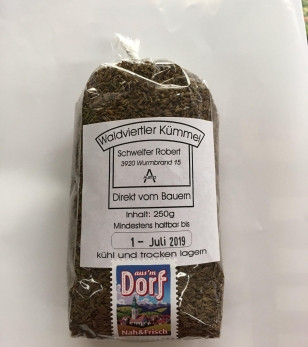 Waldviertler Kümmel
Schweifer Robert
3920 Wurmbrand 15
A
Direkt vom Bauern
Inhalt: 250g
Mindestens haltbar bis
1 - Juli 2019
kühl und trocken lagern
aus'm
Dorf
Nah&Frisch